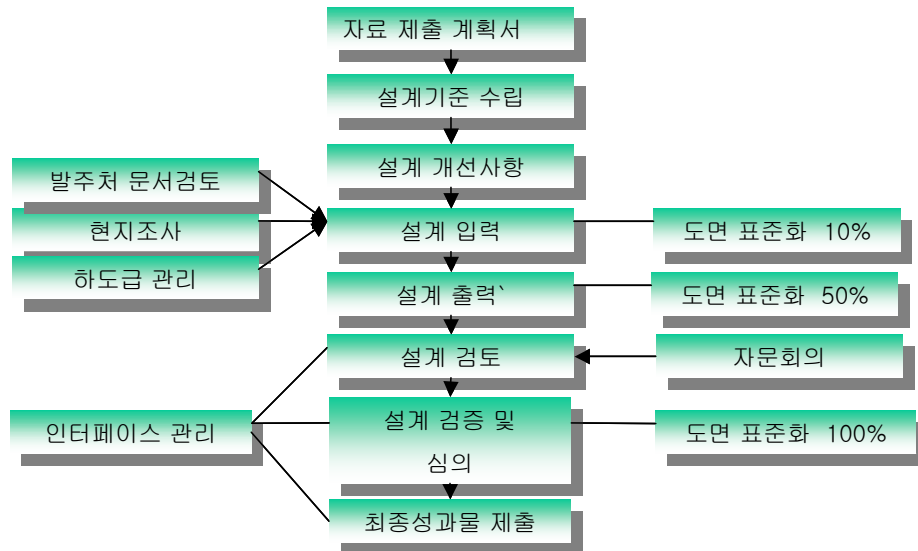 자료 제출 계획서
설계기준 수립
설계 개선사항
발주처 문서검토
현지조사
설계 입력
도면 표준화 10%
하도급 관리
설계 출력`
도면 표준화 50%
설계 검토
자문회의
인터페이스 관리
설계 검증 및
심의
도면 표준화 100%
최종성과물 제출